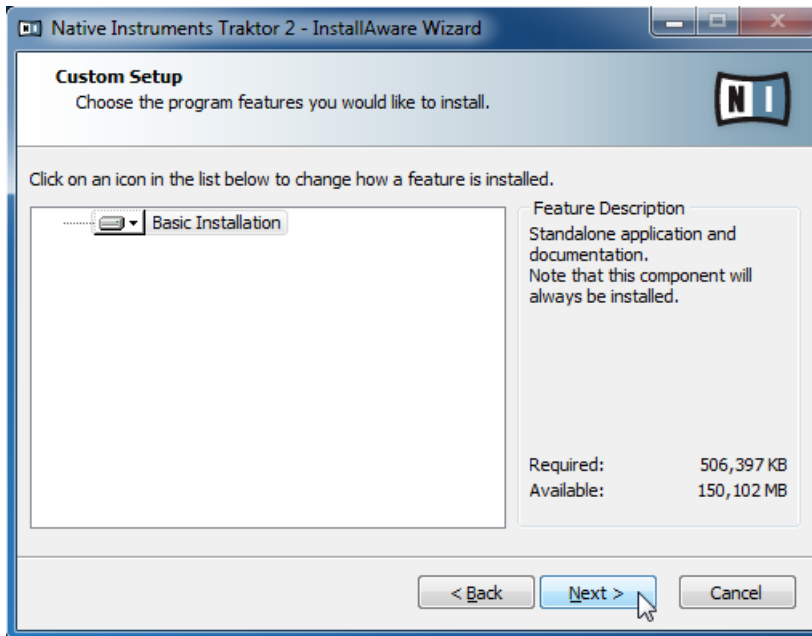 Native Instruments Traktor 2 - InstallAware Wizard
Custom Setup
Choose the program features you would like to install.
N I
Click on an icon in the list below to change how a feature is installed.
Basic Installation
Feature Description
Standalone application and
documentation.
Note that this component will
always be installed.
Required: 506,397 KB
Available: 150,102 MB
< Back Next > Cancel